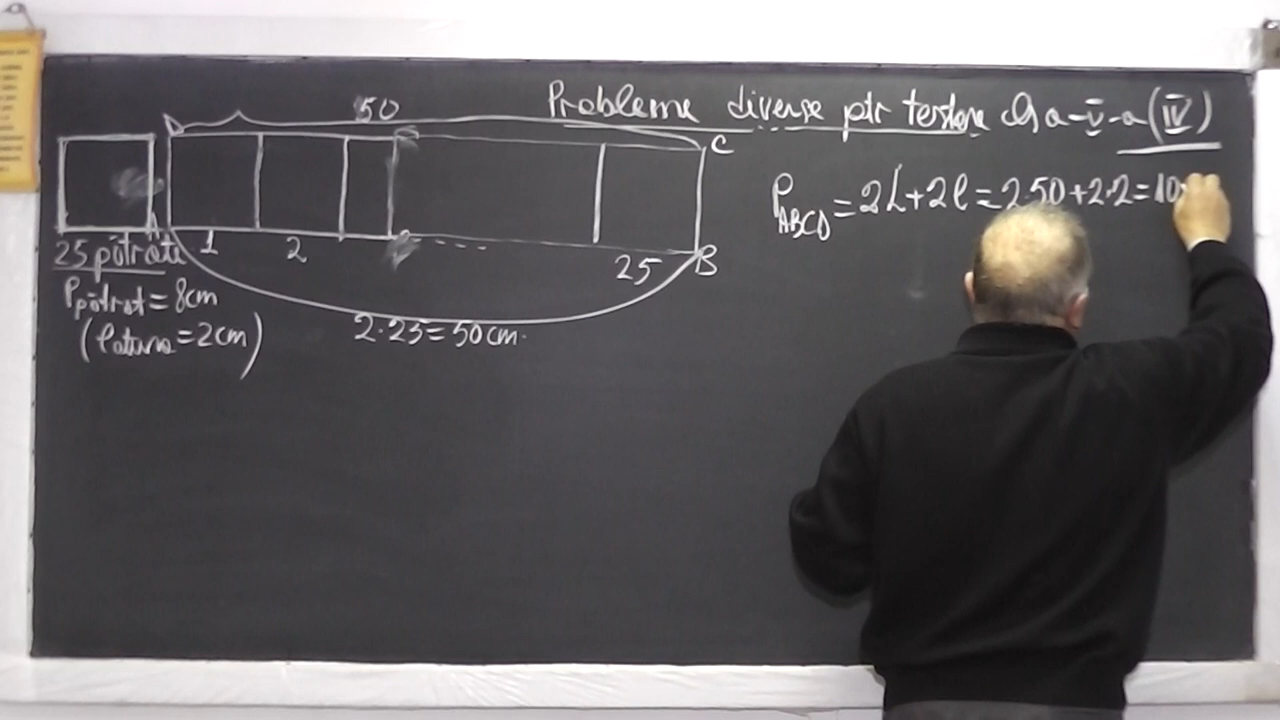 Probleme diverse ptr testare cls a-V-a (IV)
50
D
C
A
1
2
25
B
25 pătrate
P pătrat = 8cm
(latura = 2cm)
2·25 = 50 cm.
P ABCD = 2L + 2l = 2·50 + 2·2 = 10